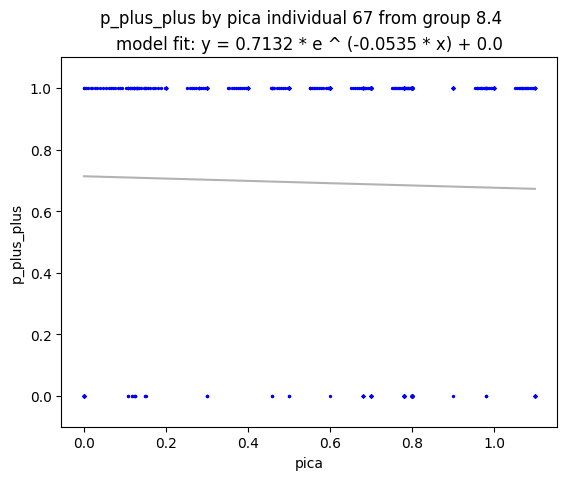 p_plus_plus by pica individual 67 from group 8.4
model fit: y = 0.7132 * e ^ (-0.0535 * x) + 0.0
1.0
0.8
0.6
0.4
0.2
0.0
p_plus_plus
0.0 0.2 0.4 0.6 0.8 1.0
pica